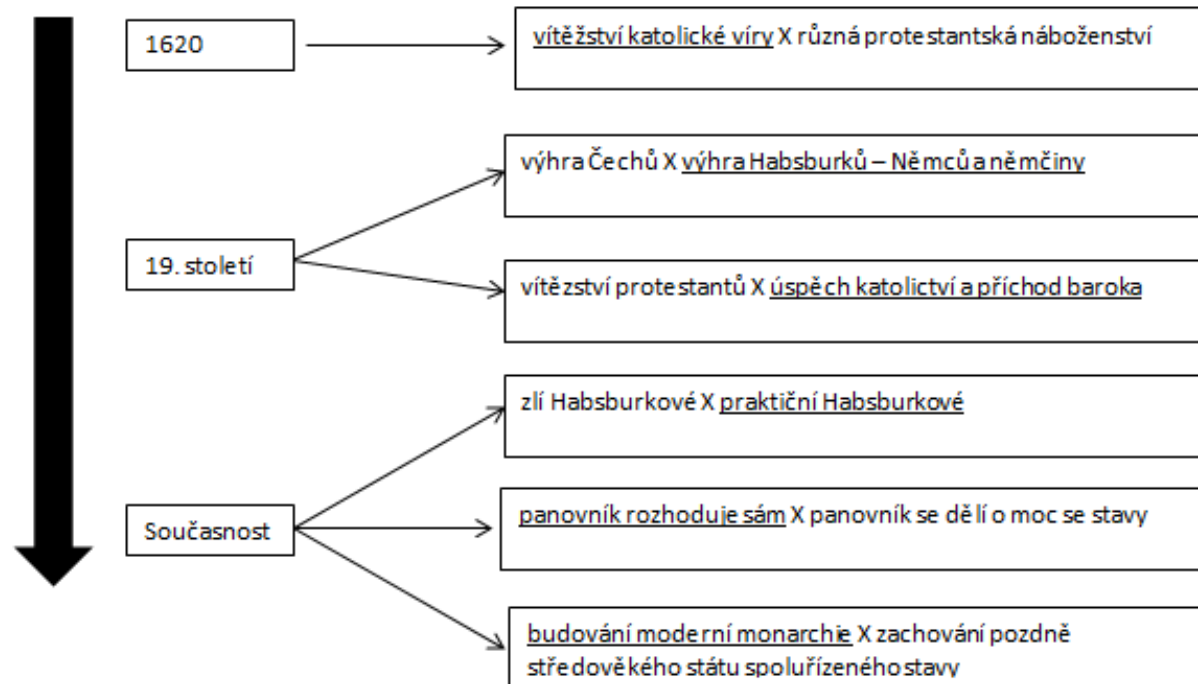 1620
vítěžství katolické víry X různá protestantská náboženství
19. století
výhra Čechů X výhra Habsburků – Němců a němčiny
vítězství protestantů X úspěch katolictví a příchod baroka
Současnost
zlí Habsburkové X praktiční Habsburkové
panovník rozhoduje sám X panovník se dělí o moc se stavy
budování moderní monarchie X zachování pozdně
středověkého státu spoluřízeného stavy